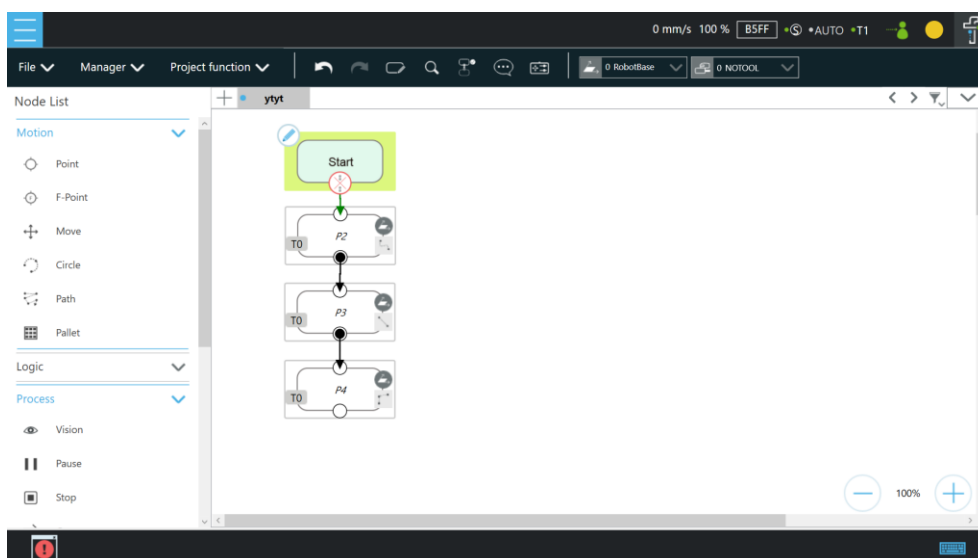 0 mm/s 100 % B5FF •Ⓢ •AUTO •T1
File Manager Project function 0 RobotBase 0 NOTOOL
Node List
ytyt
Motion
Point
F-Point
Move
Circle
Path
Pallet
Logic
Process
Vision
Pause
Stop
Start
P2
T0
P3
T0
P4
T0
100%